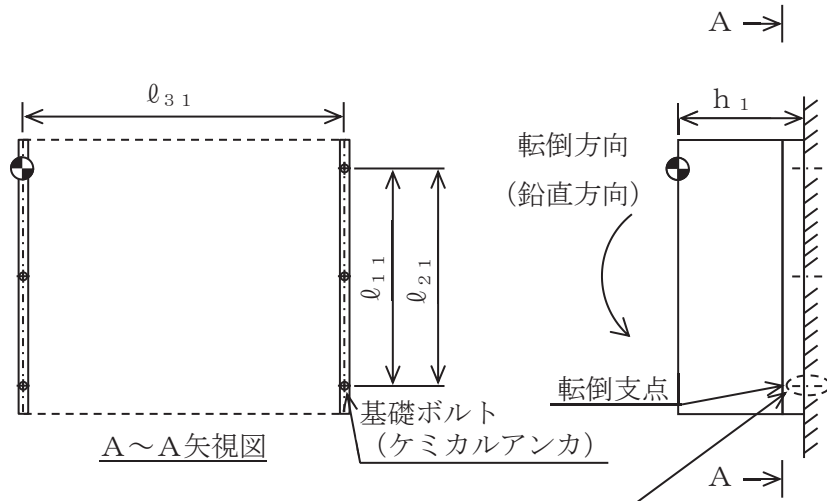 A
ℓ３１
h１
転倒方向
(鉛直方向)
ℓ１１
ℓ２１
転倒支点
基礎ボルト
(ケミカルアンカ)
A～A矢視図
A